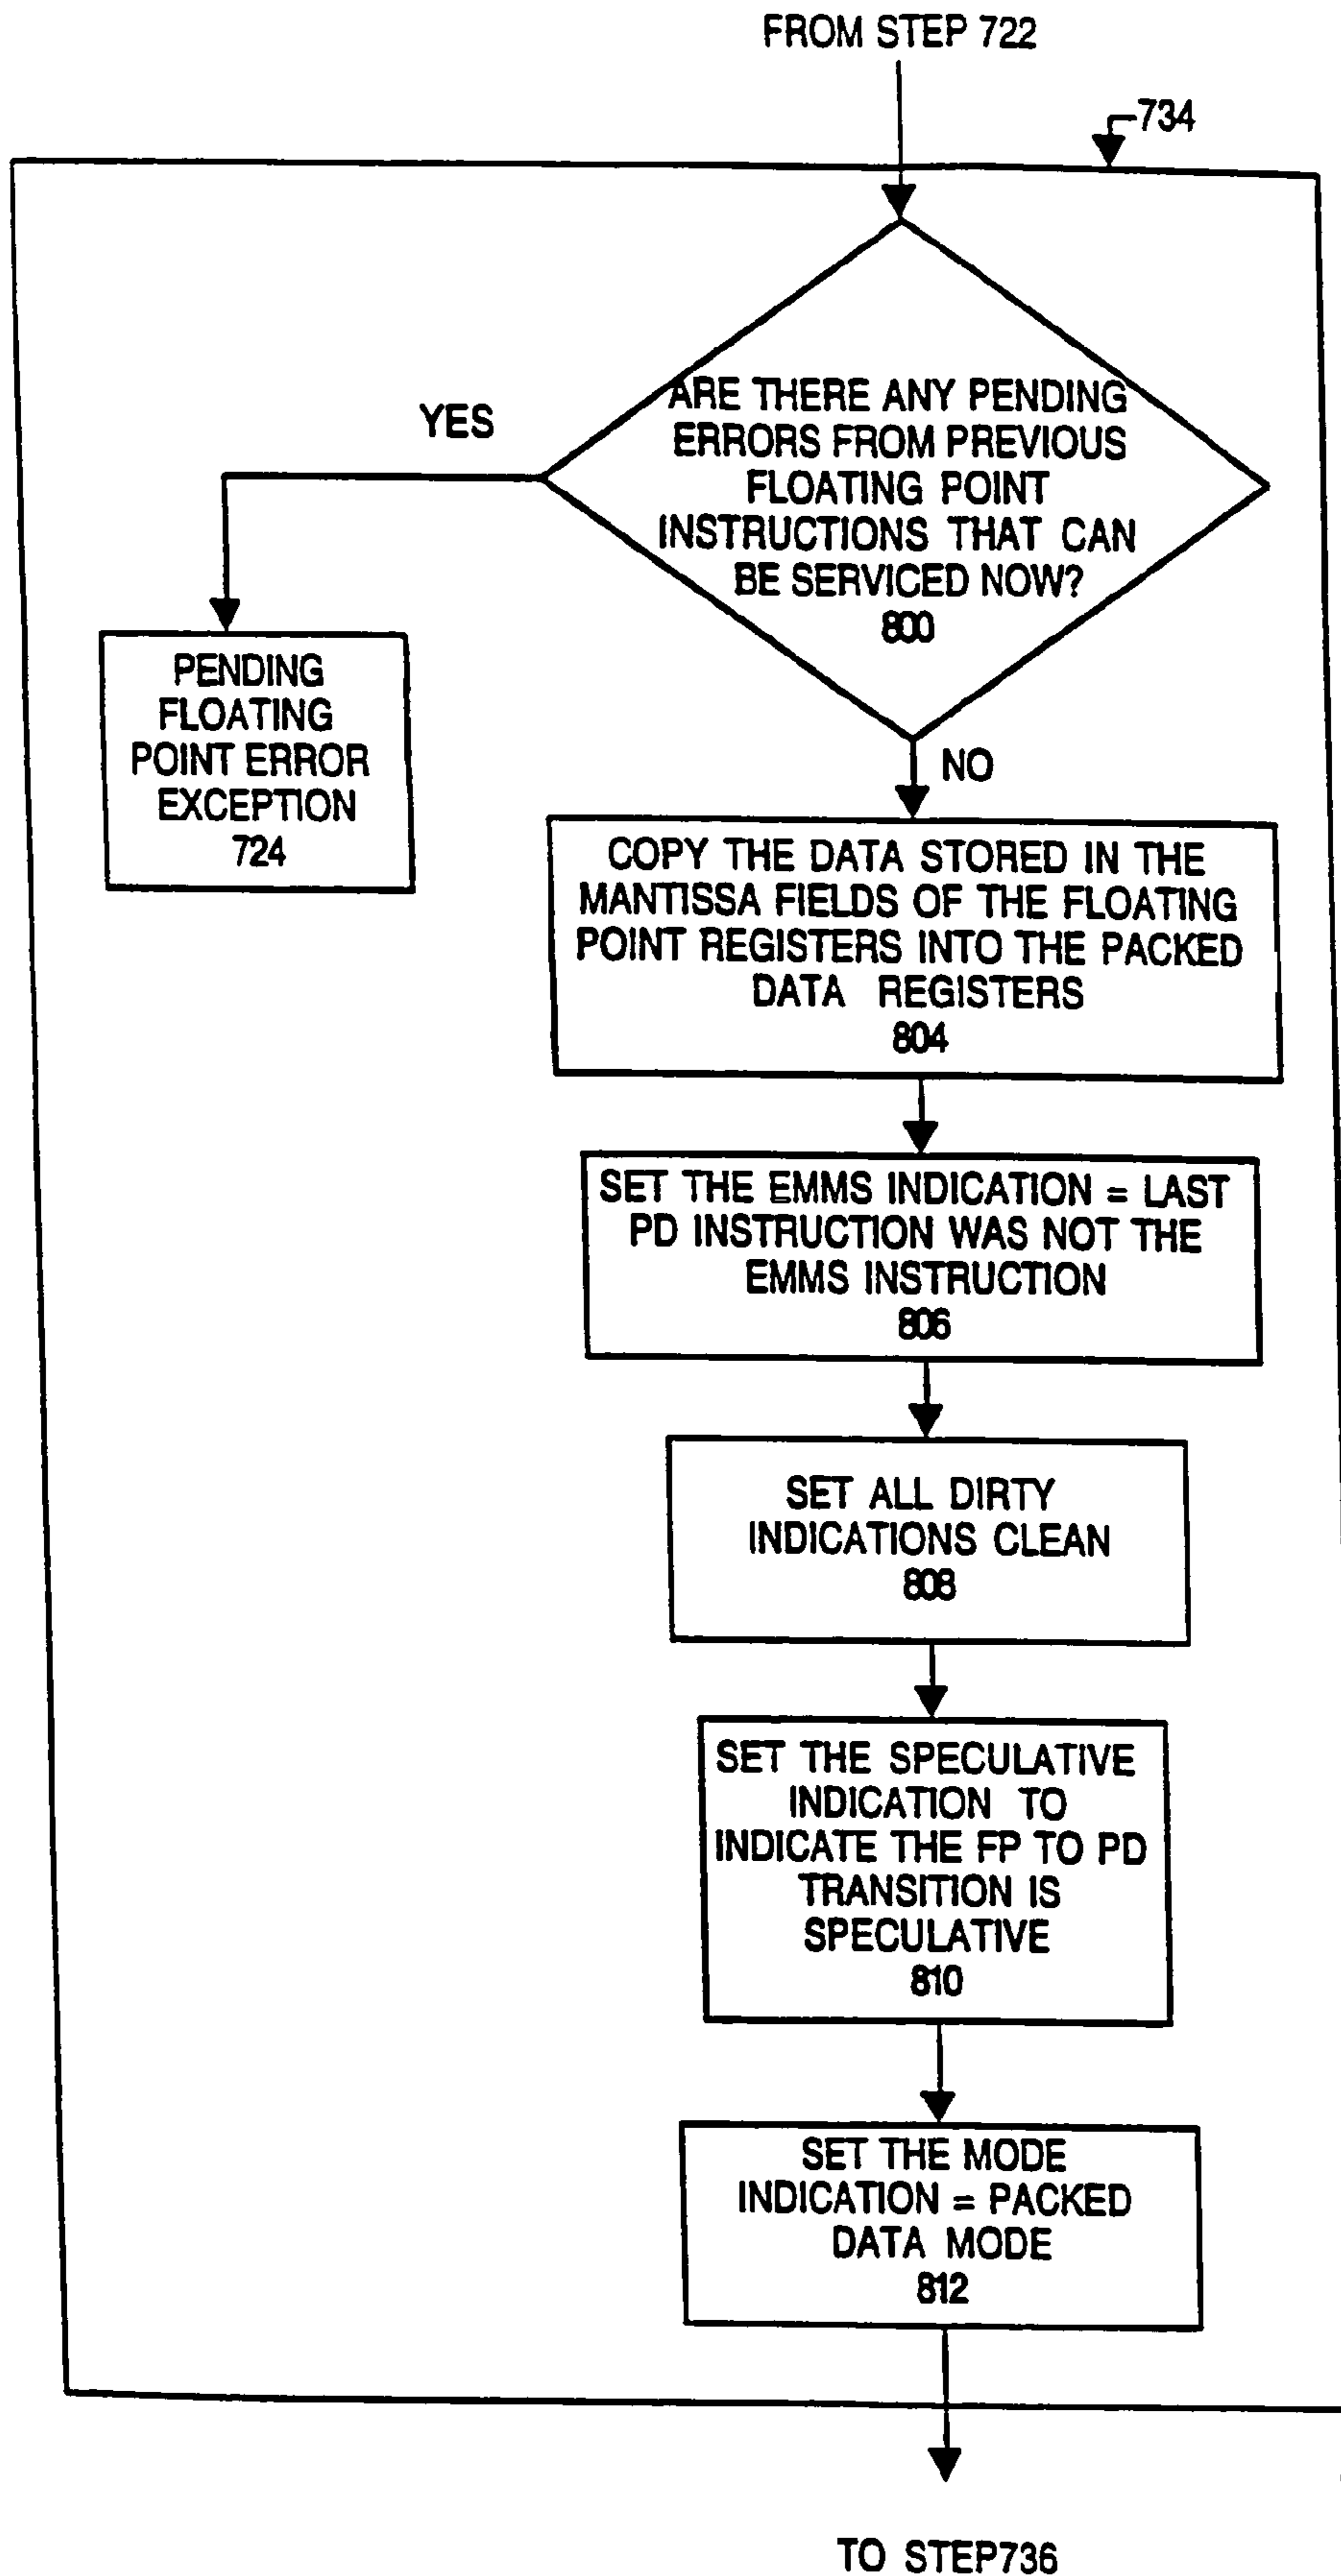 FROM STEP 722
734
ARE THERE ANY PENDING
ERRORS FROM PREVIOUS
FLOATING POINT
INSTRUCTIONS THAT CAN
BE SERVICED NOW?
800
YES
PENDING
FLOATING
POINT ERROR
EXCEPTION
724
NO
COPY THE DATA STORED IN THE
MANTISSA FIELDS OF THE FLOATING
POINT REGISTERS INTO THE PACKED
DATA REGISTERS
804
SET THE EMMS INDICATION = LAST
PD INSTRUCTION WAS NOT THE
EMMS INSTRUCTION
806
SET ALL DIRTY
INDICATIONS CLEAN
808
SET THE SPECULATIVE
INDICATION TO
INDICATE THE FP TO PD
TRANSITION IS
SPECULATIVE
810
SET THE MODE
INDICATION = PACKED
DATA MODE
812
TO STEP736